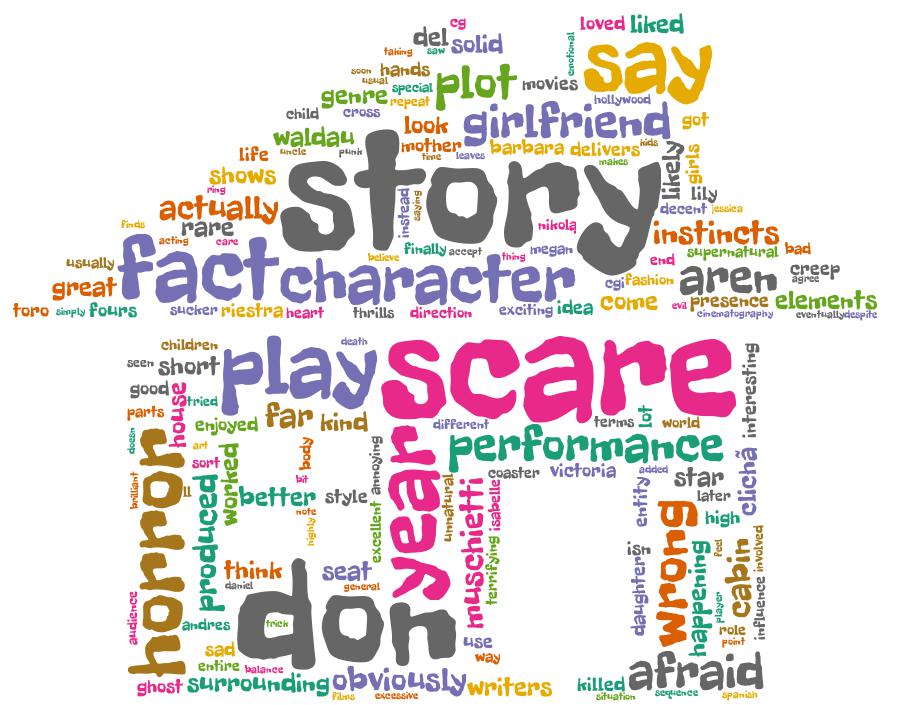 cg
loved liked
del
taking saw solid
emotional
say
soon hands
usual
plot movies
genre special
repeat
hollywood
child cross
look girlfriend got
waldau
mother barbara delivers kids
life uncle punk time leaves makes
story
likely girls
shows
ring
lily
actually instead saying decent jessica
rare
finds nikola instincts
acting care finally accept thing megan end supernatural bad
usually believe
fact character aren creep
agree
great cgi fashion
evil presence elements
toro simply fours sucker riestra heart thrills direction exciting idea come cinematography eventually despite
children death
play scare
seen short
good house tried
interesting
parts enjoyed far kind different terms lot world
doesn art
performance
sort body
year
horror
brilliant ll produced worked bit annoying
coaster victoria added star
clichã
better style unnatural muschietti isabelle
entity later
note
highly
excellent
high
wrong
terrifying
isn
happening feel cabin involved
think seat
daniel general
don
daughters player influence
audience andres trick
role
point
sad use
entire balance way
afraid
ghost surrounding obviously writers killed
films excessive situation sequence spanish